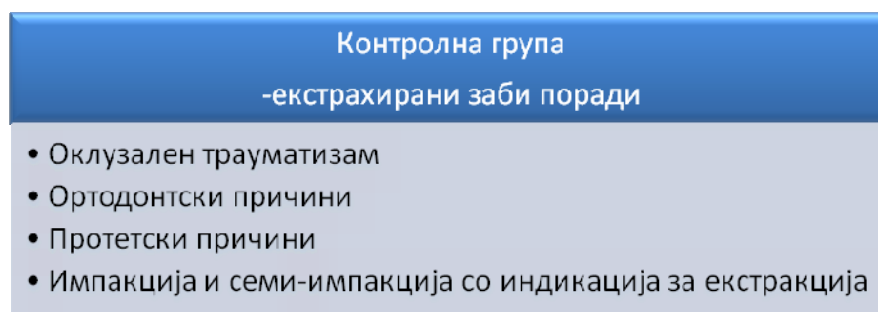 Контролна група
-екстрахирани заби поради
• Оклузален трауматизам
• Ортодонтски причини
• Протетски причини
• Импакција и семи-импакција со индикација за екстракција